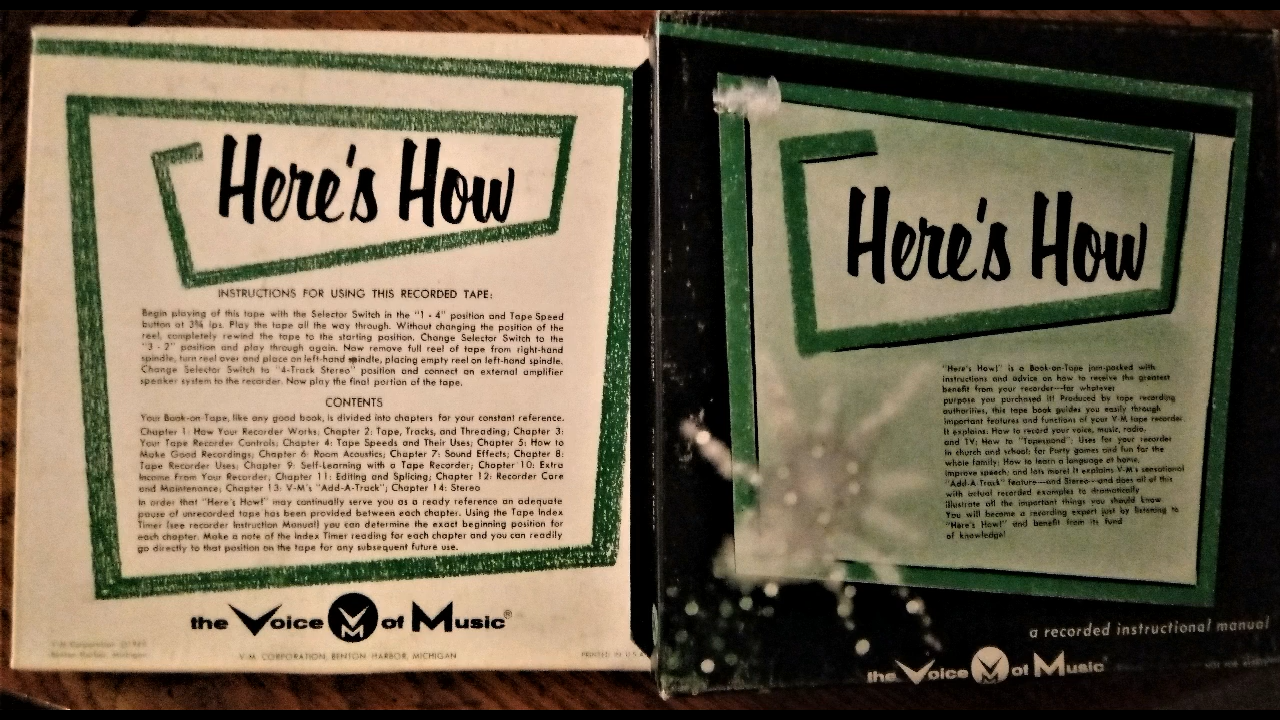 Here's How
INSTRUCTIONS FOR USING THIS RECORDED TAPE:
Begin playing of this tape with the Selector Switch in the "1 - 4" position and Tape Speed
button at 3¾ ips. Play the tape all the way through. Without changing the position of the
reel, completely rewind the tape to the starting position. Change Selector Switch to the
"3 - 2" position and play through again. Now remove full reel of tape from right-hand
spindle, turn reel over and place on left-hand spindle, placing empty reel on left-hand spindle.
Change Selector Switch to "4-Track Stereo" position and connect an external amplifier
speaker system to the recorder. Now play the final portion of the tape.
CONTENTS
Your Book-on-Tape, like any good book, is divided into chapters for your constant reference.
Chapter 1: How Your Recorder Works; Chapter 2: Tape, Tracks, and Threading; Chapter 3:
Your Tape Recorder Controls; Chapter 4: Tape Speeds and Their Uses; Chapter 5: How to
Make Good Recordings; Chapter 6: Room Acoustics; Chapter 7: Sound Effects; Chapter 8:
Tape Recorder Uses; Chapter 9: Self-Learning with a Tape Recorder; Chapter 10: Extra
Income From Your Recorder; Chapter 11: Editing and Splicing; Chapter 12: Recorder Care
and Maintenance; Chapter 13: V-M's "Add-A-Track"; Chapter 14: Stereo
In order that "Here's How!" may continually serve you as a ready reference an adequate
pause of unrecorded tape has been provided between each chapter. Using the Tape Index
Timer (see recorder Instruction Manual) you can determine the exact beginning position for
each chapter. Make a note of the Index Timer reading for each chapter and you can readily
go directly to that position on the tape for any subsequent future use.
the Voice VM of Music®
V-M CORPORATION, BENTON HARBOR, MICHIGAN
PRINTED IN U.S.A.
V-M Corporation
Benton Harbor, Michigan
Here's How
"Here's How!" is a Book-on-Tape jam-packed with
instructions and advice on how to receive the greatest
benefit from your recorder—for whatever
purpose you purchased it! Produced by tape recording
authorities, this tape book guides you easily through
important features and functions of your V-M tape recorder.
It explains: How to record your voice, music, radio,
and TV; How to "Tapespond"; Uses for your recorder
in church and school; for Party games and fun for the
whole family; How to learn a language at home,
improve speech; and lots more! It explains V-M's sensational
"Add-A-Track" feature—and Stereo—and does all of this
with actual recorded examples to dramatically
illustrate all the important things you should know
You will become a recording expert just by listening to
"Here's How!" and benefit from its fund
of knowledge!
a recorded instructional manual
the Voice VM of Music®